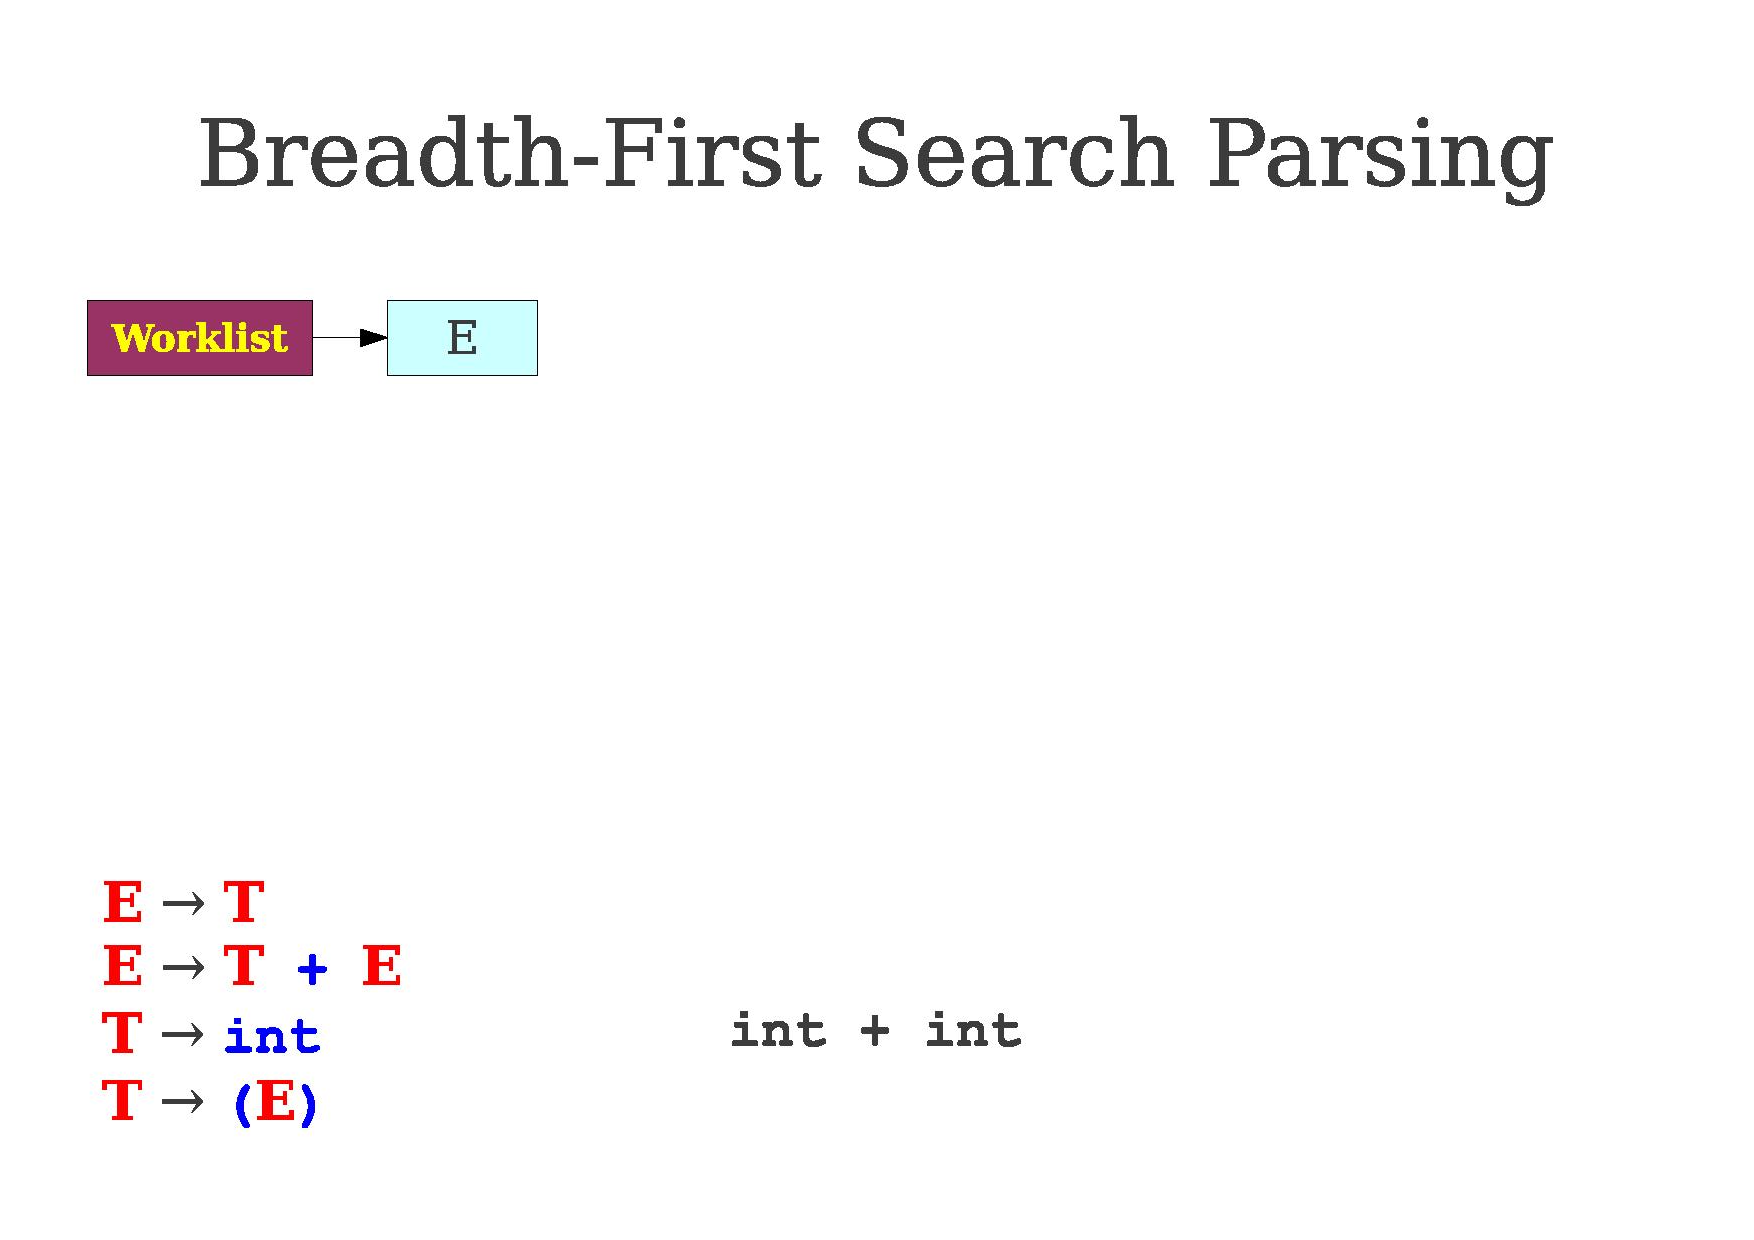 Breadth-First Search Parsing
Worklist
E
E → T
E → T + E
T → int
T → (E)
int + int